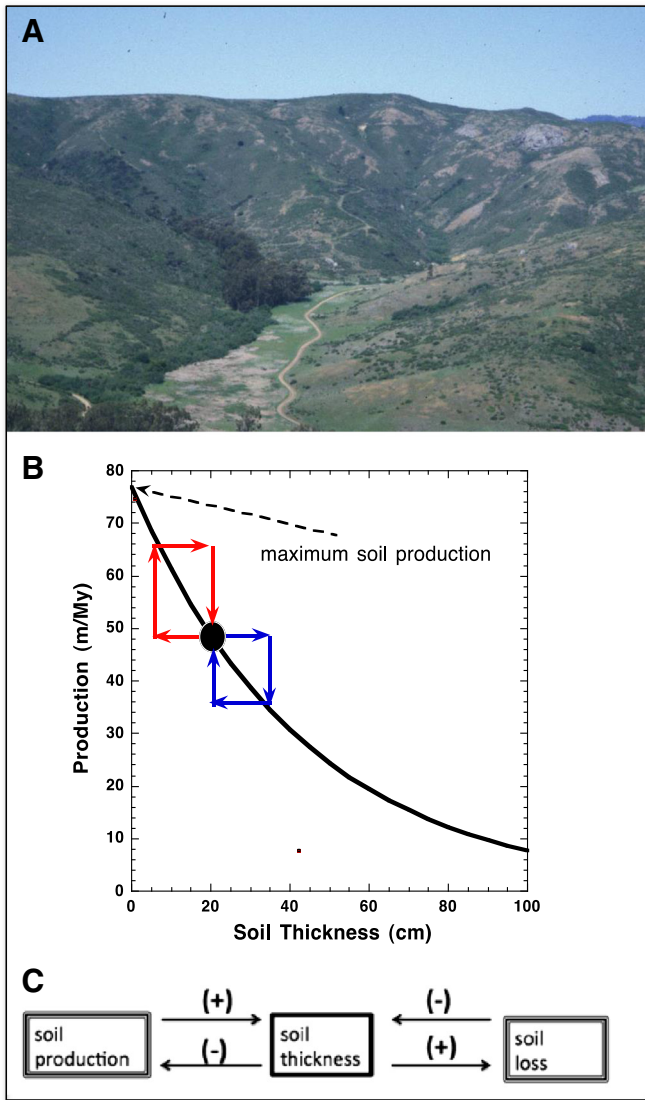 A
B
80
70
60
50
40
30
20
10
0
Production (m/My)
maximum soil production
0
20
40
60
80
100
Soil Thickness (cm)
C
(+)
(-)
soil
production
soil
thickness
soil
loss
(-)
(+)